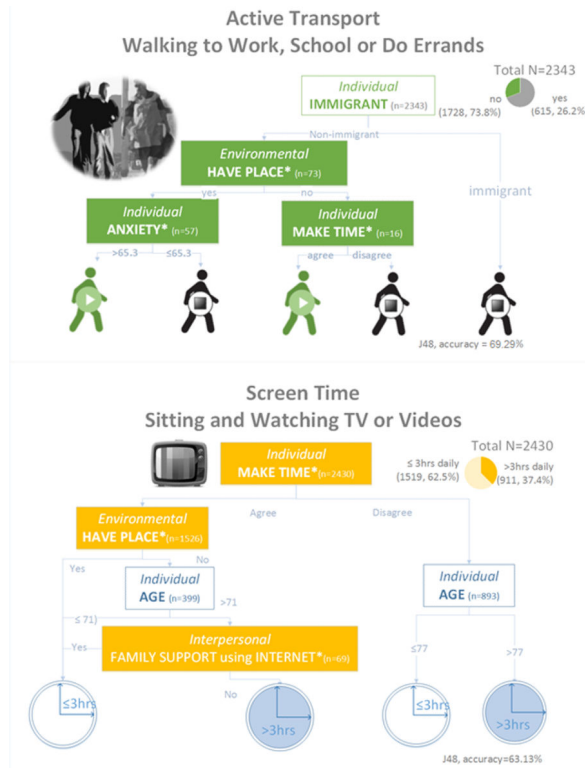 Active Transport
Walking to Work, School or Do Errands
Total N=2343
Individual
IMMIGRANT (n=2343)
no
(1728, 73.8%)
yes
(615, 26.2%
Non-immigrant
Environmental
HAVE PLACE* (n=73)
immigrant
yes
no
Individual
ANXIETY* (n=57)
Individual
MAKE TIME* (n=16)
>65.3
≤65.3
agree
disagree
J48, accuracy = 69.29%
Screen Time
Sitting and Watching TV or Videos
Total N=2430
Individual
MAKE TIME*(n=2430)
≤ 3hrs daily
(1519, 62.5%)
>3hrs daily
(911, 37.4%)
Agree
Disagree
Environmental
HAVE PLACE*(n=1526)
Yes
No
Individual
AGE (n=399)
Individual
AGE (n=893)
>71
≤ 71)
Interpersonal
FAMILY SUPPORT using INTERNET*(n=69)
Yes
No
≤77
>77
≤3hrs
>3hrs
≤3hrs
>3hrs
J48, accuracy=63.13%